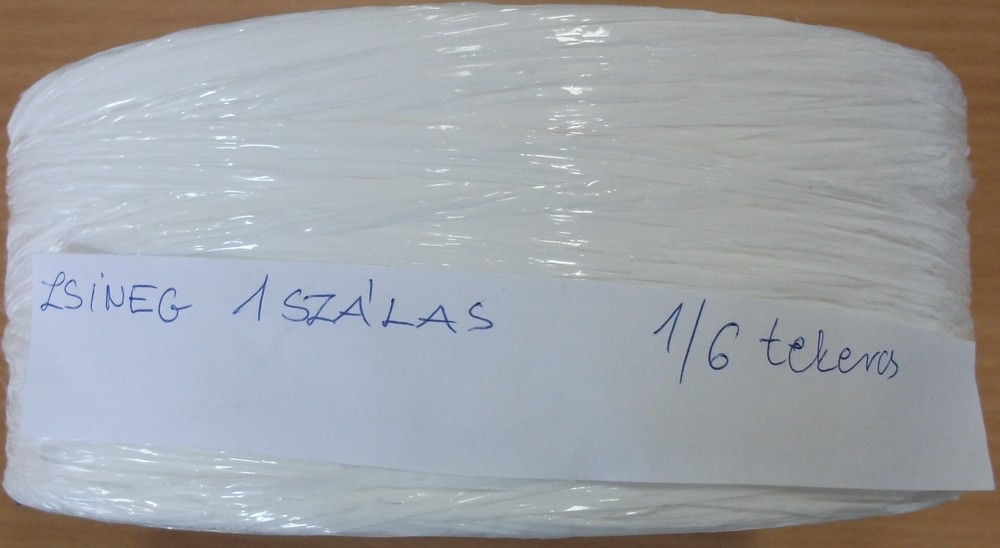 ZSINEG 1 SZÁLAS 1/6 tekercs